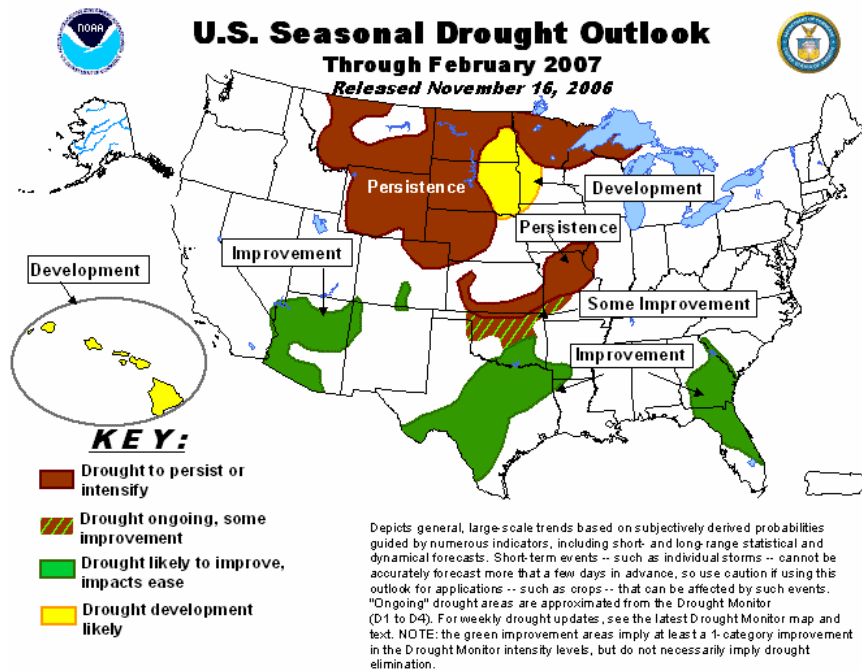 NOAA
U.S. Seasonal Drought Outlook
Through February 2007
Released November 16, 2006
Persistence
Development
Persistence
Improvement
Development
Some Improvement
Improvement
KEY:
Drought to persist or
intensify
Drought ongoing, some
improvement
Drought likely to improve,
impacts ease
Drought development
likely
Depicts general, large-scale trends based on subjectively derived probabilities
guided by numerous indicators, including short- and long-range statistical and
dynamical forecasts. Short-term events -- such as individual storms -- cannot be
accurately forecast more that a few days in advance, so use caution if using this
outlook for applications -- such as crops -- that can be affected by such events.
"Ongoing" drought areas are approximated from the Drought Monitor
(D1 to D4). For weekly drought updates, see the latest Drought Monitor map and
text. NOTE: the green improvement areas imply at least a 1-category improvement
in the Drought Monitor intensity levels, but do not necessarily imply drought
elimination.